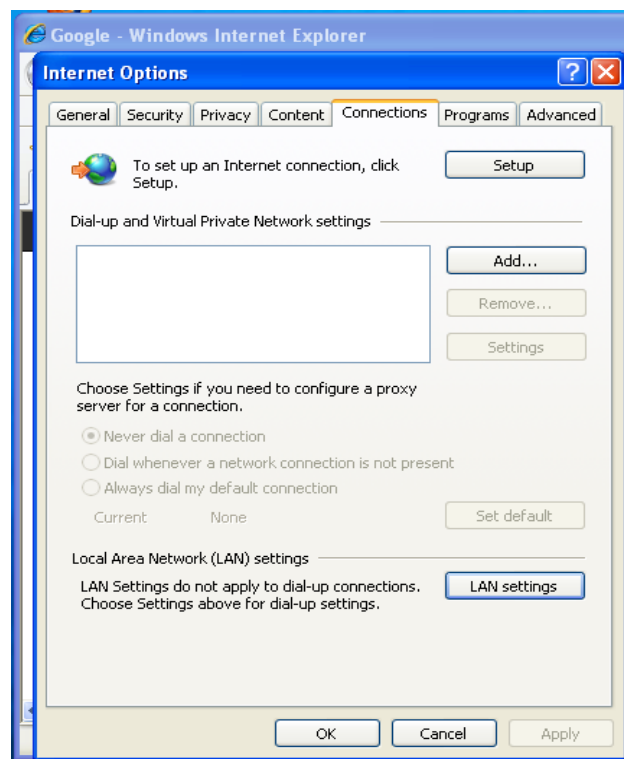 Google - Windows Internet Explorer
Internet Options
General Security Privacy Content Connections Programs Advanced
To set up an Internet connection, click
Setup.
Setup
Dial-up and Virtual Private Network settings
Add...
Remove...
Settings
Choose Settings if you need to configure a proxy
server for a connection.
Never dial a connection
Dial whenever a network connection is not present
Always dial my default connection
Current None Set default
Local Area Network (LAN) settings
LAN Settings do not apply to dial-up connections.
Choose Settings above for dial-up settings.
LAN settings
OK Cancel Apply